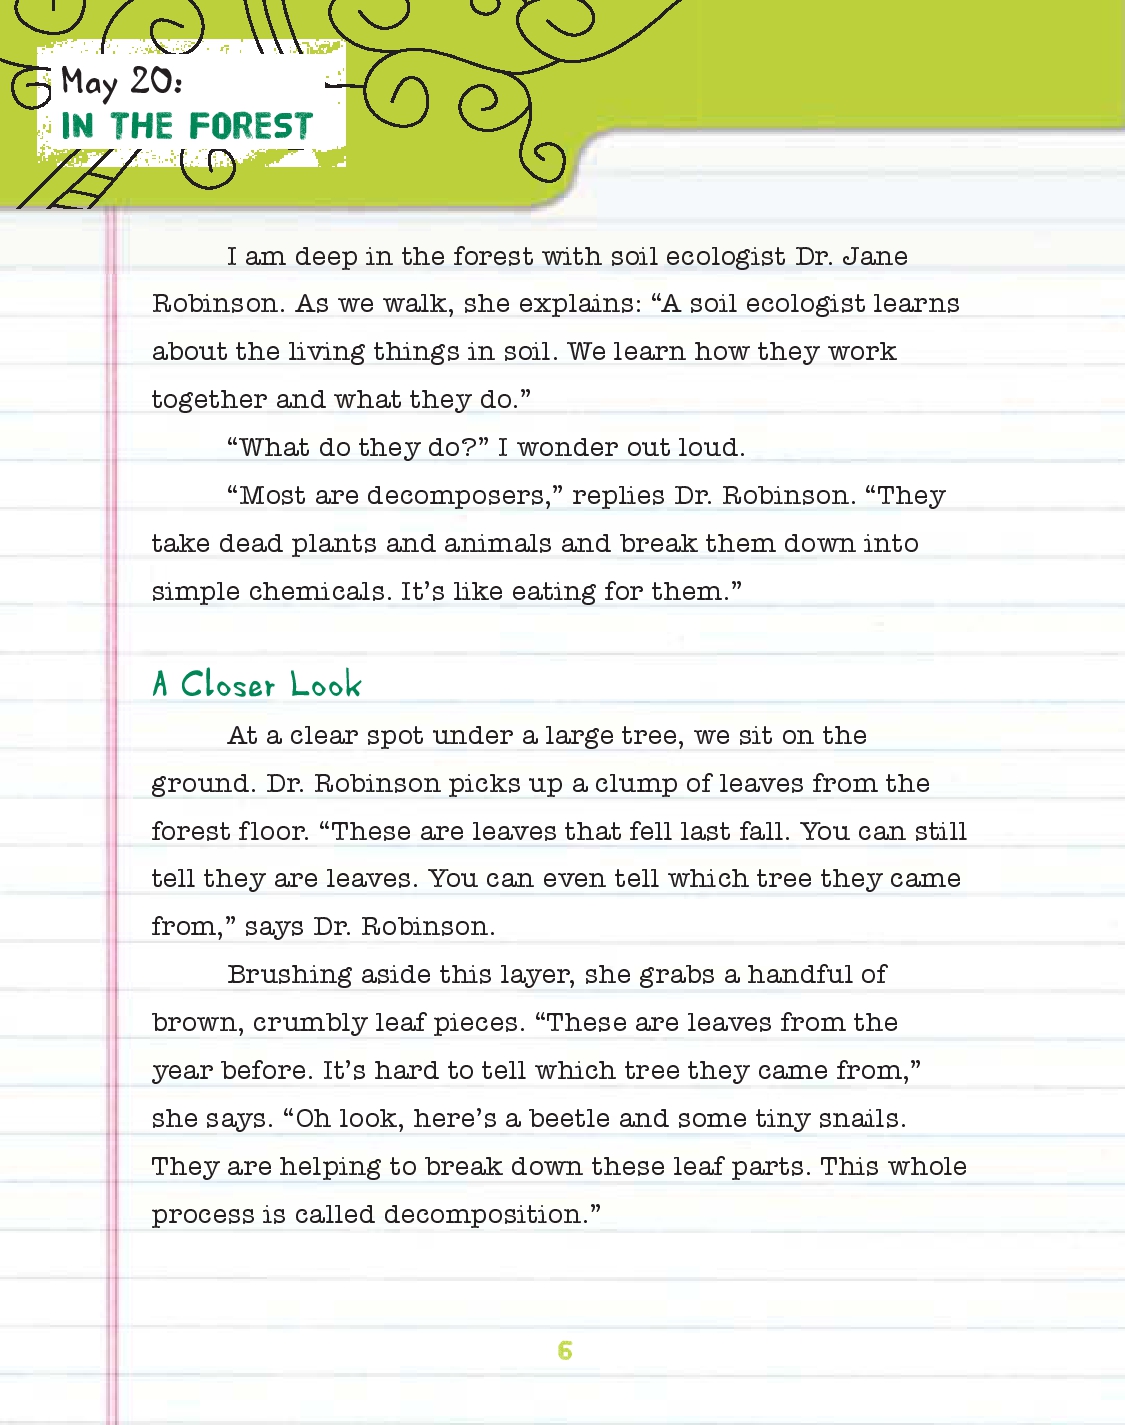 May 20:
IN THE FOREST
I am deep in the forest with soil ecologist Dr. Jane
Robinson. As we walk, she explains: “A soil ecologist learns
about the living things in soil. We learn how they work
together and what they do.”
“What do they do?” I wonder out loud.
“Most are decomposers,” replies Dr. Robinson. “They
take dead plants and animals and break them down into
simple chemicals. It’s like eating for them.”
A Closer Look
At a clear spot under a large tree, we sit on the
ground. Dr. Robinson picks up a clump of leaves from the
forest floor. “These are leaves that fell last fall. You can still
tell they are leaves. You can even tell which tree they came
from,” says Dr. Robinson.
Brushing aside this layer, she grabs a handful of
brown, crumbly leaf pieces. “These are leaves from the
year before. It’s hard to tell which tree they came from,”
she says. “Oh look, here’s a beetle and some tiny snails.
They are helping to break down these leaf parts. This whole
process is called decomposition.”
6